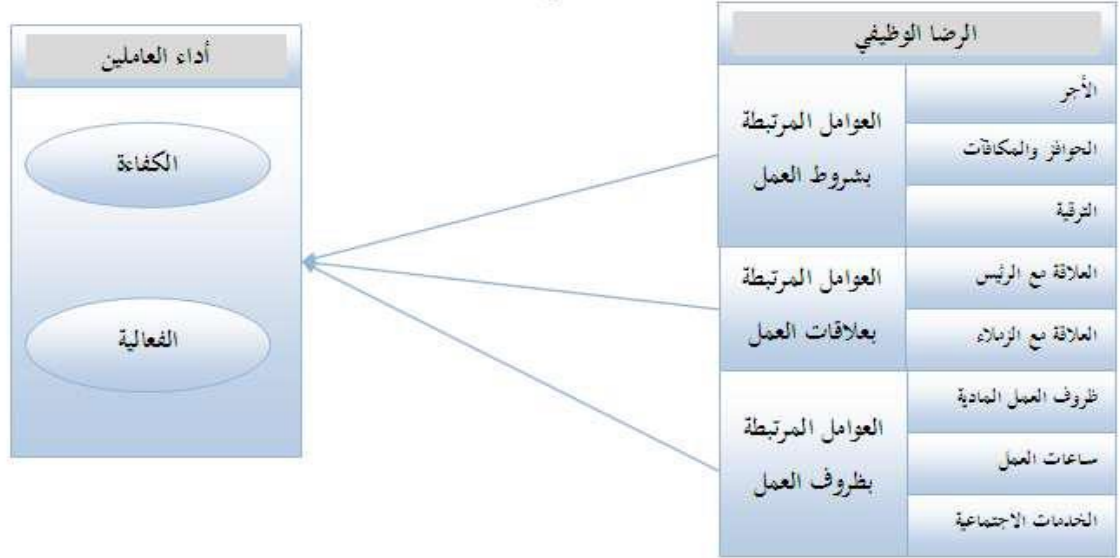 الرضا الوظيفي
العوامل المرتبطة
بشروط العمل
الأجر
الحوافز والمكافآت
الترقية
العوامل المرتبطة
بعلاقات العمل
العلاقة مع الرئيس
العلاقة مع الزملاء
العوامل المرتبطة
بظروف العمل
ظروف العمل المادية
ساعات العمل
الخدمات الاجتماعية
أداء العاملين
الكفاءة
الفعالية